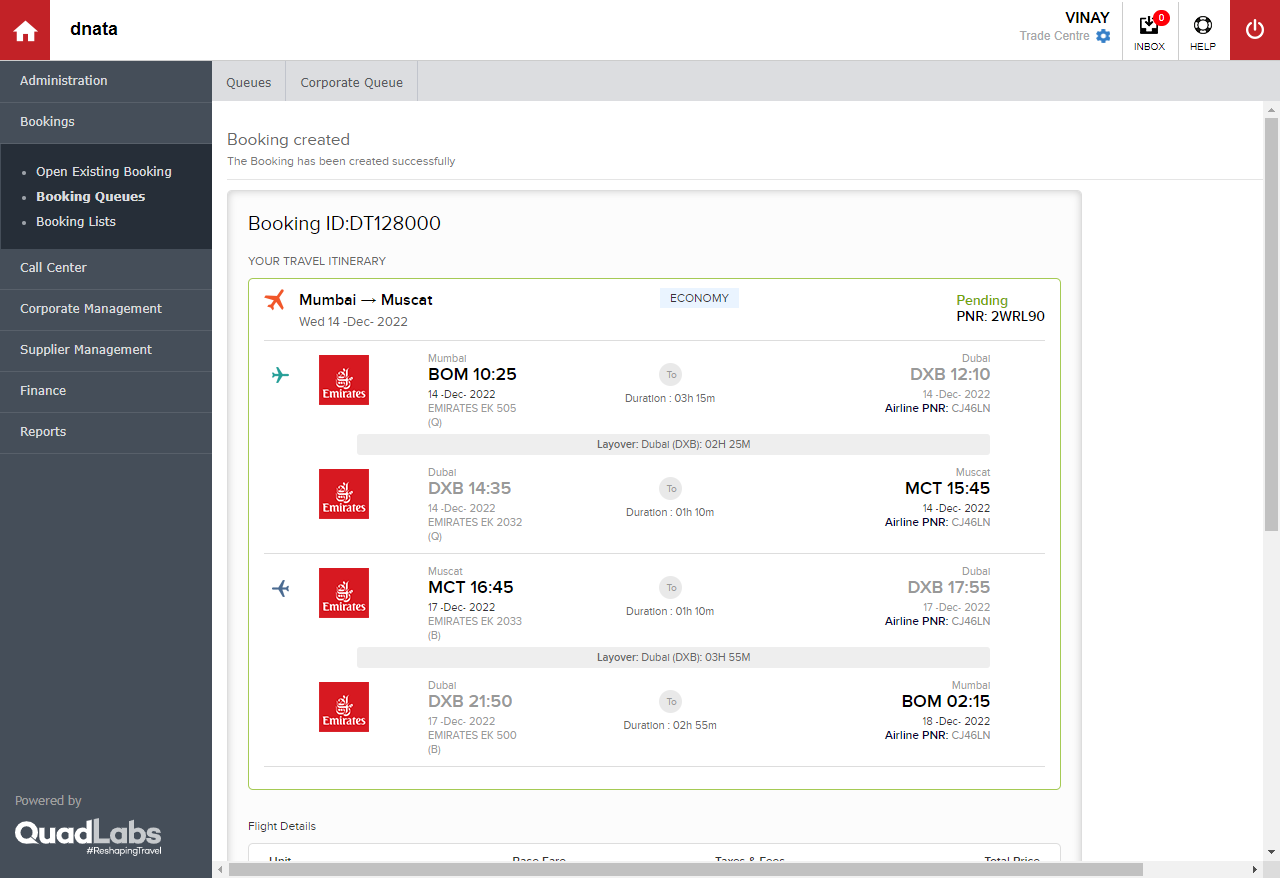 dnata
VINAY
Trade Centre
0
INBOX
HELP
Administration
Bookings
Open Existing Booking
Booking Queues
Booking Lists
Call Center
Corporate Management
Supplier Management
Finance
Reports
Powered by
QuadLabs
#ReshapingTravel
Queues
Corporate Queue
Booking created
The Booking has been created successfully
Booking ID:DT128000
YOUR TRAVEL ITINERARY
Mumbai → Muscat
ECONOMY
Pending
Wed 14 -Dec- 2022
PNR: 2WRL90
Emirates
Mumbai
BOM 10:25
14 -Dec- 2022
EMIRATES EK 505
(Q)
To
Duration : 03h 15m
Dubai
DXB 12:10
14 -Dec- 2022
Airline PNR: CJ46LN
Layover: Dubai (DXB): 02H 25M
Emirates
Dubai
DXB 14:35
14 -Dec- 2022
EMIRATES EK 2032
(Q)
To
Duration : 01h 10m
Muscat
MCT 15:45
14 -Dec- 2022
Airline PNR: CJ46LN
Emirates
Muscat
MCT 16:45
17 -Dec- 2022
EMIRATES EK 2033
(B)
To
Duration : 01h 10m
Dubai
DXB 17:55
17 -Dec- 2022
Airline PNR: CJ46LN
Layover: Dubai (DXB): 03H 55M
Emirates
Dubai
DXB 21:50
17 -Dec- 2022
EMIRATES EK 500
(B)
To
Duration : 02h 55m
Mumbai
BOM 02:15
18 -Dec- 2022
Airline PNR: CJ46LN
Flight Details
Unit
Base Fare
Taxes & Fees
Total Price